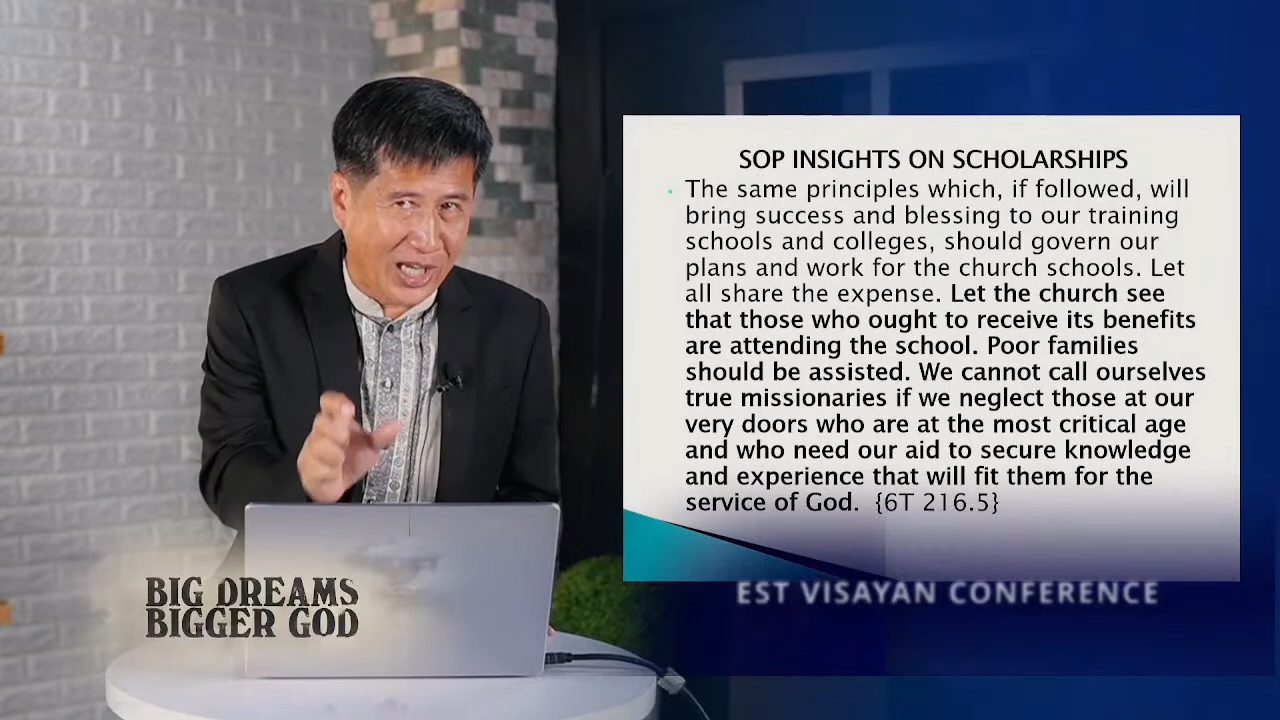 SOP INSIGHTS ON SCHOLARSHIPS
The same principles which, if followed, will
bring success and blessing to our training
schools and colleges, should govern our
plans and work for the church schools. Let
all share the expense. Let the church see
that those who ought to receive its benefits
are attending the school. Poor families
should be assisted. We cannot call ourselves
true missionaries if we neglect those at our
very doors who are at the most critical age
and who need our aid to secure knowledge
and experience that will fit them for the
service of God. {6T 216.5}
EST VISAYAN CONFERENCE
BIG DREAMS
BIGGER GOD